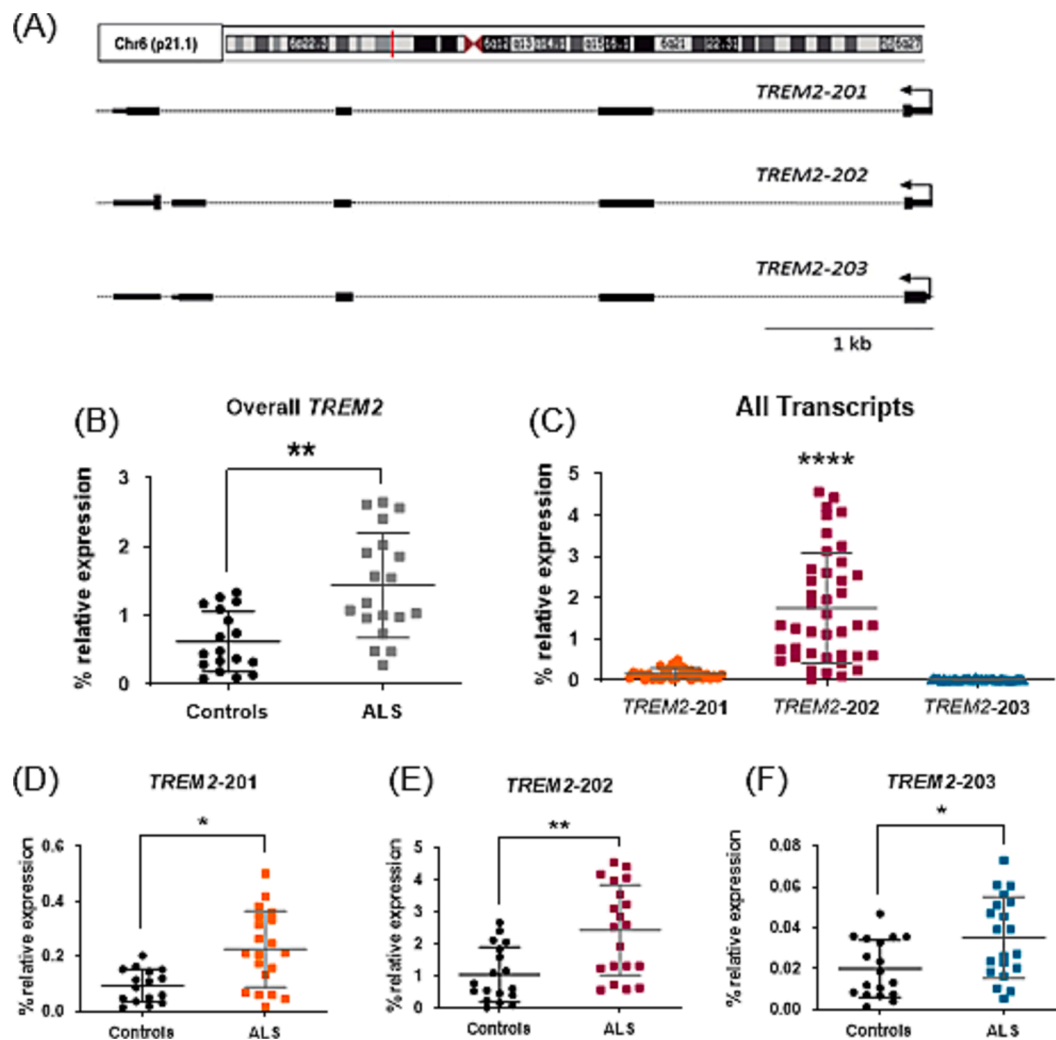 (A)
Chr6 (p21.1)
6q12
6q21
TREM2-201
TREM2-202
TREM2-203
1 kb
(B)
Overall TREM2
**
% relative expression
3
2
1
0
Controls
ALS
(C)
All Transcripts
****
% relative expression
5
4
3
2
1
0
TREM2-201
TREM2-202
TREM2-203
(D)
TREM2-201
*
% relative expression
0.6
0.4
0.2
0.0
Controls
ALS
(E)
TREM2-202
**
% relative expression
5
4
3
2
1
0
Controls
ALS
(F)
TREM2-203
*
% relative expression
0.08
0.06
0.04
0.02
0.00
Controls
ALS